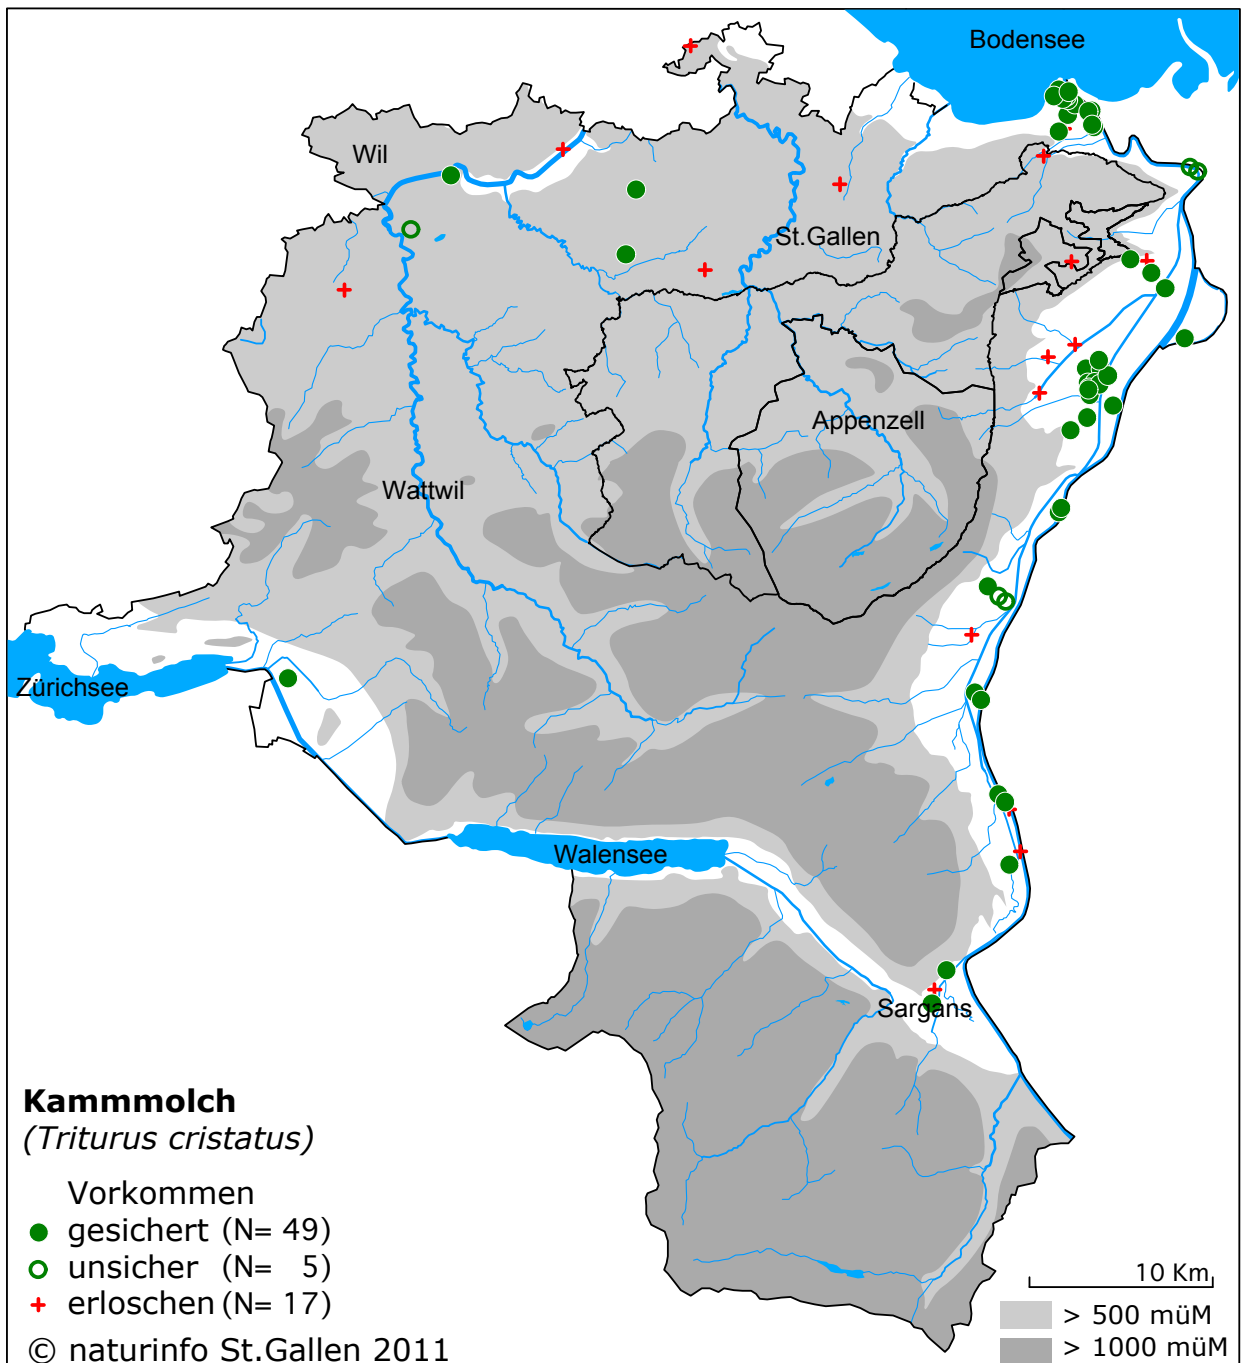 Bodensee
Wil
St.Gallen
Appenzell
Wattwil
Zürichsee
Walensee
Sargans
Kammmolch
(Triturus cristatus)
Vorkommen
gesichert (N= 49)
unsicher (N= 5)
erloschen (N= 17)
© naturinfo St.Gallen 2011
10 Km
> 500 müM
> 1000 müM